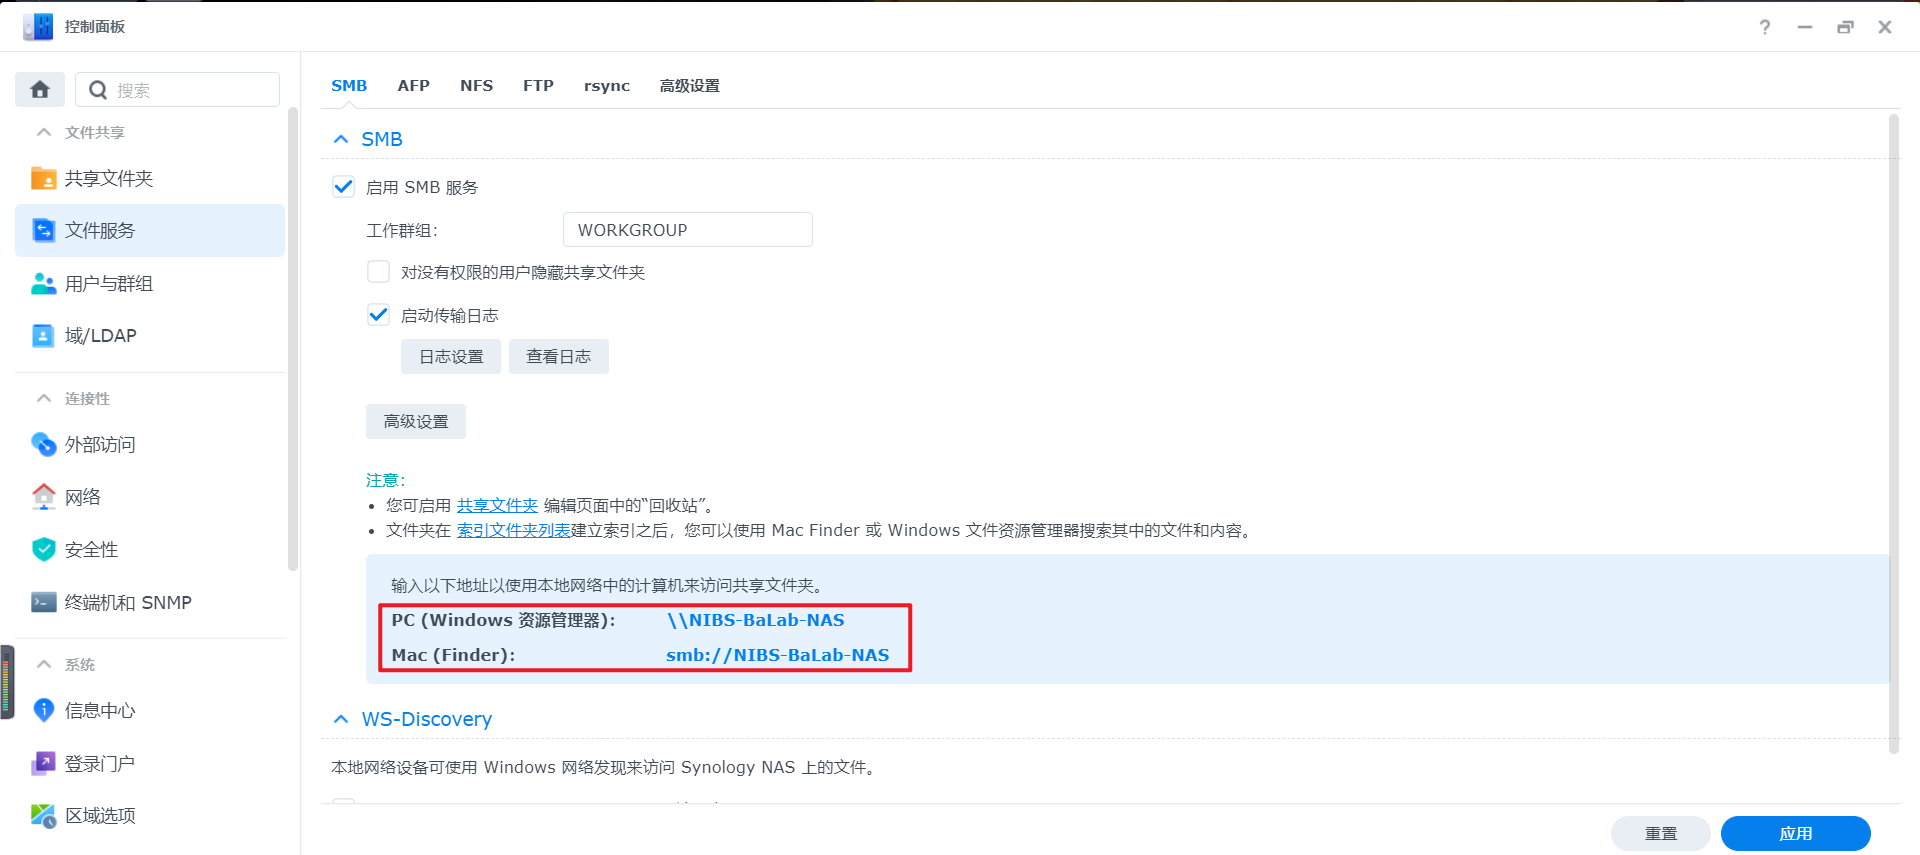 控制面板
搜索
文件共享
共享文件夹
文件服务
用户与群组
域/LDAP
连接性
外部访问
网络
安全性
终端机和 SNMP
系统
信息中心
登录门户
区域选项
SMB AFP NFS FTP rsync 高级设置
SMB
启用 SMB 服务
工作群组: WORKGROUP
对没有权限的用户隐藏共享文件夹
启动传输日志
日志设置 查看日志
高级设置
注意:
• 您可启用 共享文件夹 编辑页面中的“回收站”。
• 文件夹在 索引文件夹列表建立索引之后，您可以使用 Mac Finder 或 Windows 文件资源管理器搜索其中的文件和内容。
输入以下地址以使用本地网络中的计算机来访问共享文件夹。
PC (Windows 资源管理器): \\NIBS-BaLab-NAS
Mac (Finder): smb://NIBS-BaLab-NAS
WS-Discovery
本地网络设备可使用 Windows 网络发现来访问 Synology NAS 上的文件。
重置 应用